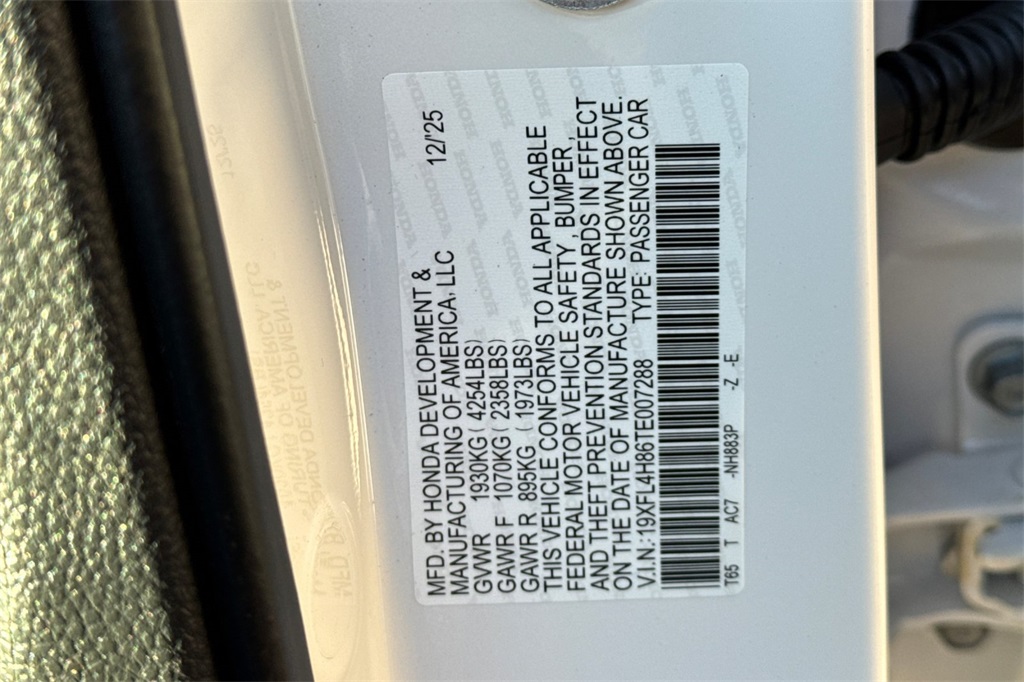 MFD. BY HONDA DEVELOPMENT & 12/'25
MANUFACTURING OF AMERICA, LLC
GVWR 1930KG ( 4254LBS)
GAWR F 1070KG ( 2358LBS)
GAWR R 895KG ( 1973LBS)
THIS VEHICLE CONFORMS TO ALL APPLICABLE
FEDERAL MOTOR VEHICLE SAFETY, BUMPER,
AND THEFT PREVENTION STANDARDS IN EFFECT
ON THE DATE OF MANUFACTURE SHOWN ABOVE.
V.I.N.:19XFL4H86TE007288 TYPE: PASSENGER CAR
T65 T AC7 -NH883P -Z -E